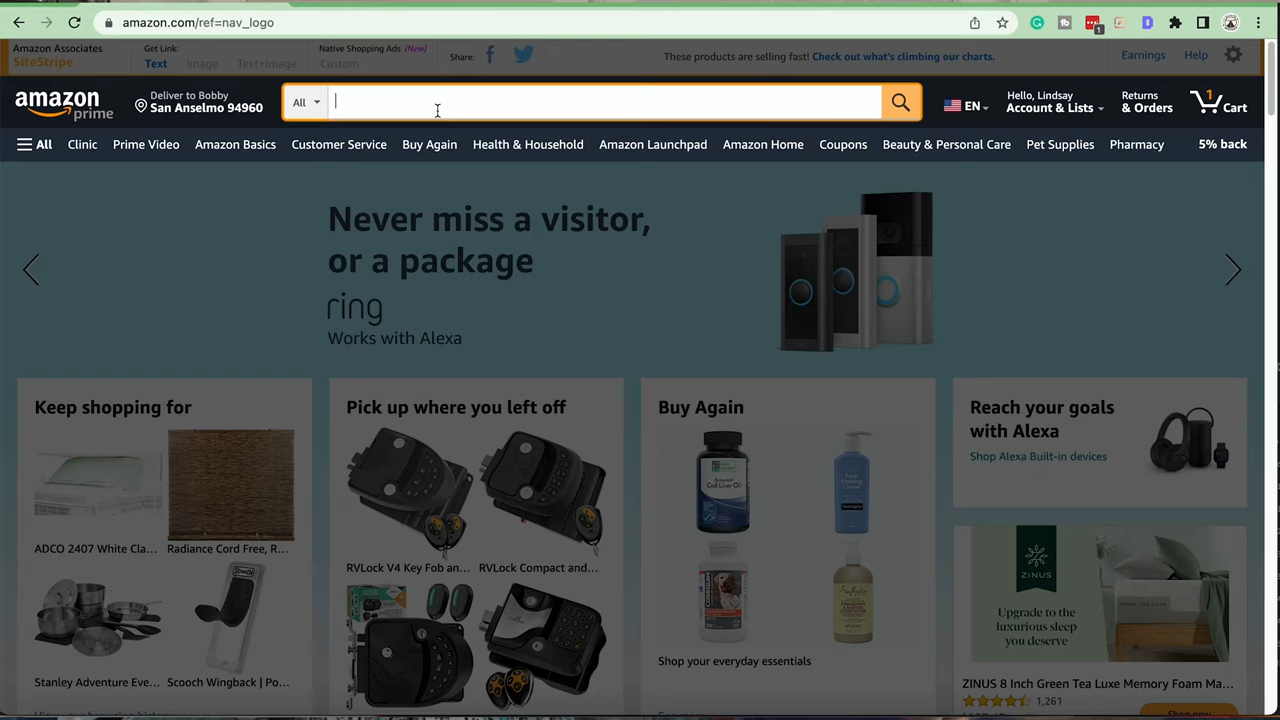 amazon.com/ref=nav_logo
1
Amazon Associates
SiteStripe
Get Link:
Text Image Text+Image
Native Shopping Ads (New)
Custom
Share:
These products are selling fast! Check out what's climbing our charts.
Earnings Help
amazon
prime
Deliver to Bobby
San Anselmo 94960
All
EN
Hello, Lindsay
Account & Lists
Returns
& Orders
1
Cart
All Clinic Prime Video Amazon Basics Customer Service Buy Again Health & Household Amazon Launchpad Amazon Home Coupons Beauty & Personal Care Pet Supplies Pharmacy 5% back
Never miss a visitor,
or a package
ring
Works with Alexa
Keep shopping for
ADCO 2407 White Cla...
Radiance Cord Free, R...
Stanley Adventure Eve...
Scooch Wingback | Po...
Pick up where you left off
RVLock V4 Key Fob an...
RVLock Compact and...
Buy Again
Cod Liver Oil
Shop your everyday essentials
Reach your goals
with Alexa
Shop Alexa Built-in devices
ZINUS
Upgrade to the
luxurious sleep
you deserve
ZINUS 8 Inch Green Tea Luxe Memory Foam Ma...
1,261